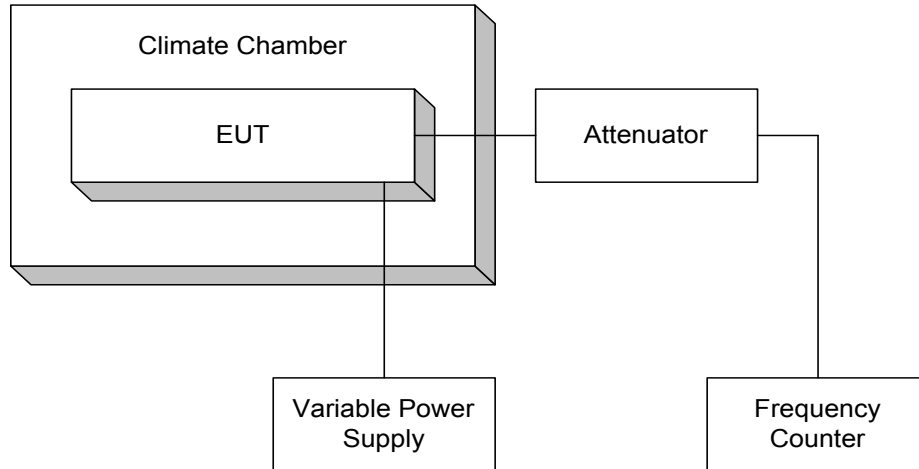 Climate Chamber
EUT
Attenuator
Variable Power
Supply
Frequency
Counter